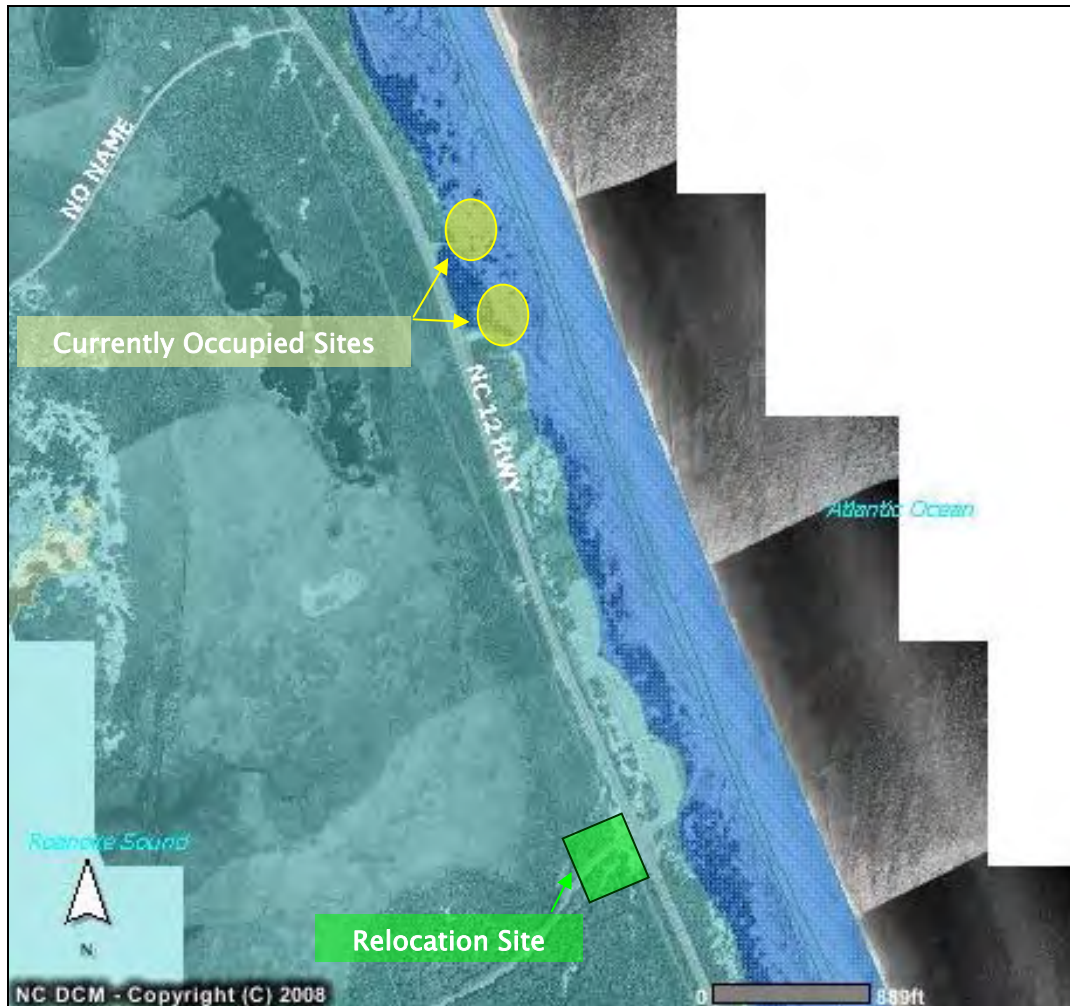 NO NAME
Currently Occupied Sites
NC 12 HWY
Atlantic Ocean
Roanoke Sound
N
Relocation Site
NC DCM - Copyright (C) 2008
0 889ft